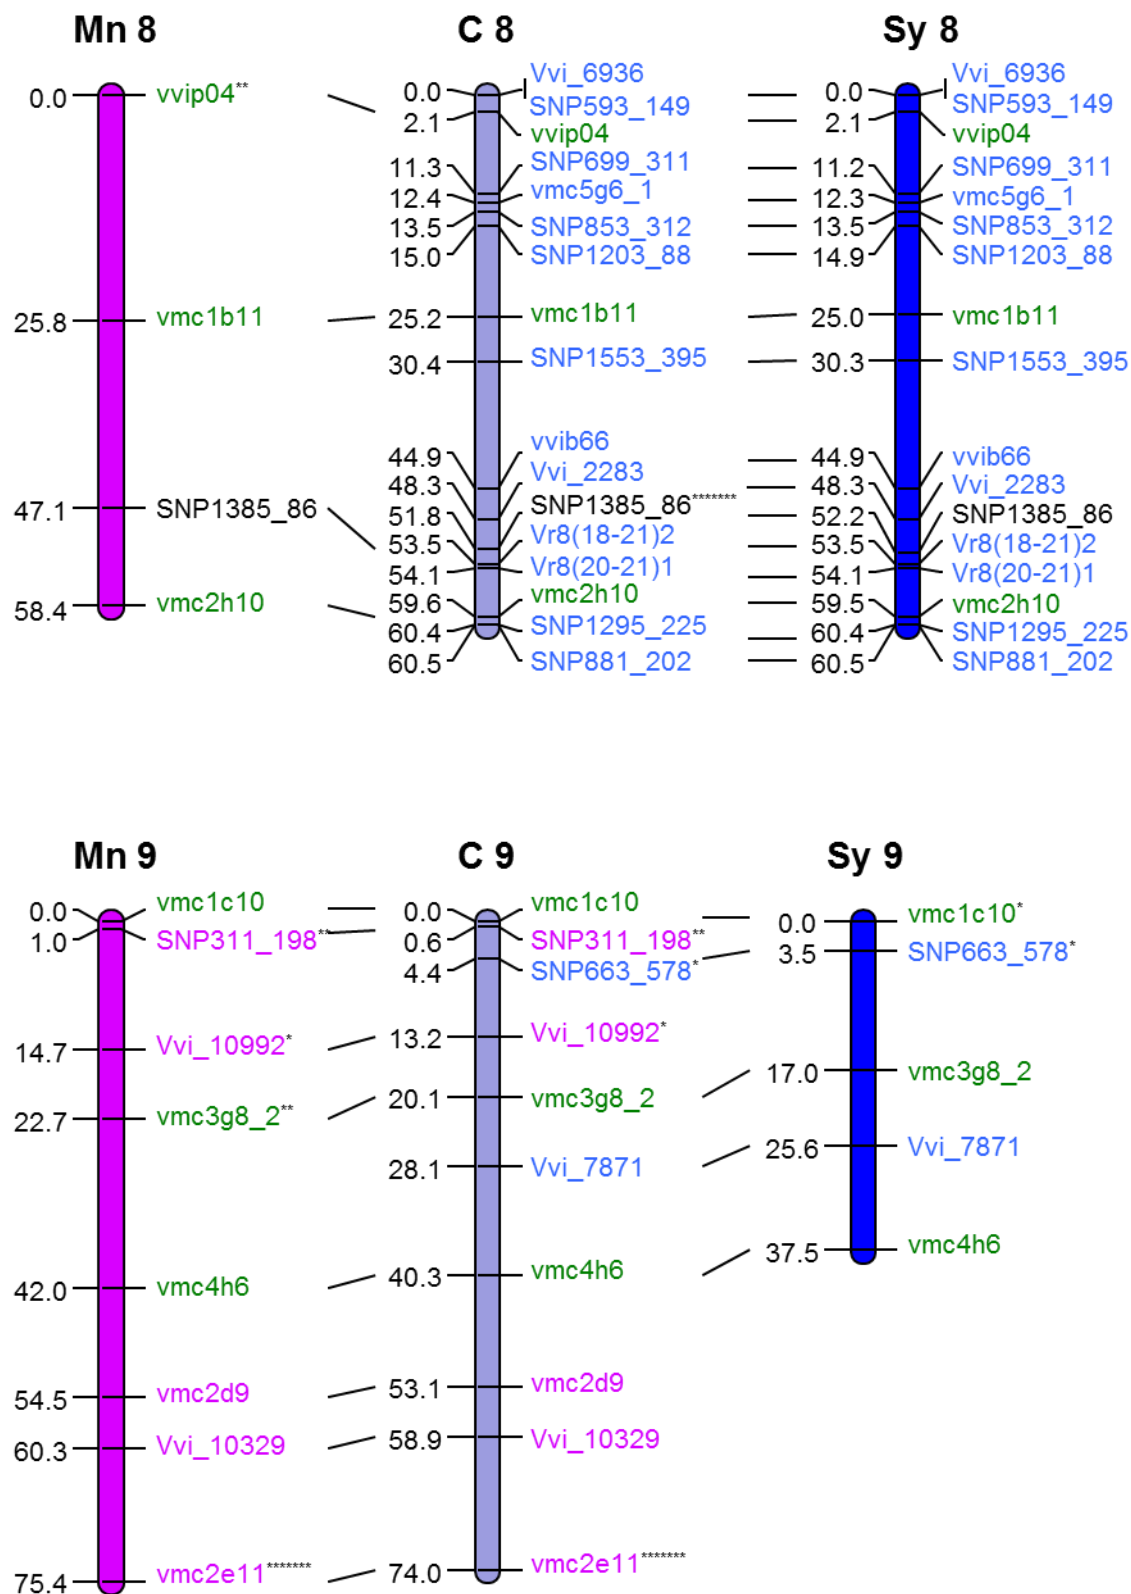 Mn 8 C 8 Sy 8
0.0 vvip04** 0.0 Vvi_6936 0.0 Vvi_6936
SNP593_149 SNP593_149
2.1 vvip04 2.1 vvip04
11.3 SNP699_311 11.2 SNP699_311
12.4 vmc5g6_1 12.3 vmc5g6_1
13.5 SNP853_312 13.5 SNP853_312
15.0 SNP1203_88 14.9 SNP1203_88
25.8 vmc1b11 25.2 vmc1b11 25.0 vmc1b11
30.4 SNP1553_395 30.3 SNP1553_395
44.9 vvib66 44.9 vvib66
48.3 Vvi_2283 48.3 Vvi_2283
47.1 SNP1385_86 51.8 SNP1385_86******* 52.2 SNP1385_86
53.5 Vr8(18-21)2 53.5 Vr8(18-21)2
54.1 Vr8(20-21)1 54.1 Vr8(20-21)1
58.4 vmc2h10 59.6 vmc2h10 59.5 vmc2h10
60.4 SNP1295_225 60.4 SNP1295_225
60.5 SNP881_202 60.5 SNP881_202
Mn 9 C 9 Sy 9
0.0 vmc1c10 0.0 vmc1c10 0.0 vmc1c10*
1.0 SNP311_198** 0.6 SNP311_198**
4.4 SNP663_578* 3.5 SNP663_578*
14.7 Vvi_10992* 13.2 Vvi_10992*
22.7 vmc3g8_2** 20.1 vmc3g8_2 17.0 vmc3g8_2
28.1 Vvi_7871 25.6 Vvi_7871
42.0 vmc4h6 40.3 vmc4h6 37.5 vmc4h6
54.5 vmc2d9 53.1 vmc2d9
60.3 Vvi_10329 58.9 Vvi_10329
75.4 vmc2e11******* 74.0 vmc2e11*******